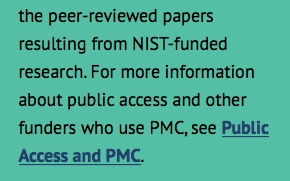 the peer-reviewed papers
resulting from NIST-funded
research. For more information
about public access and other
funders who use PMC, see Public
Access and PMC.